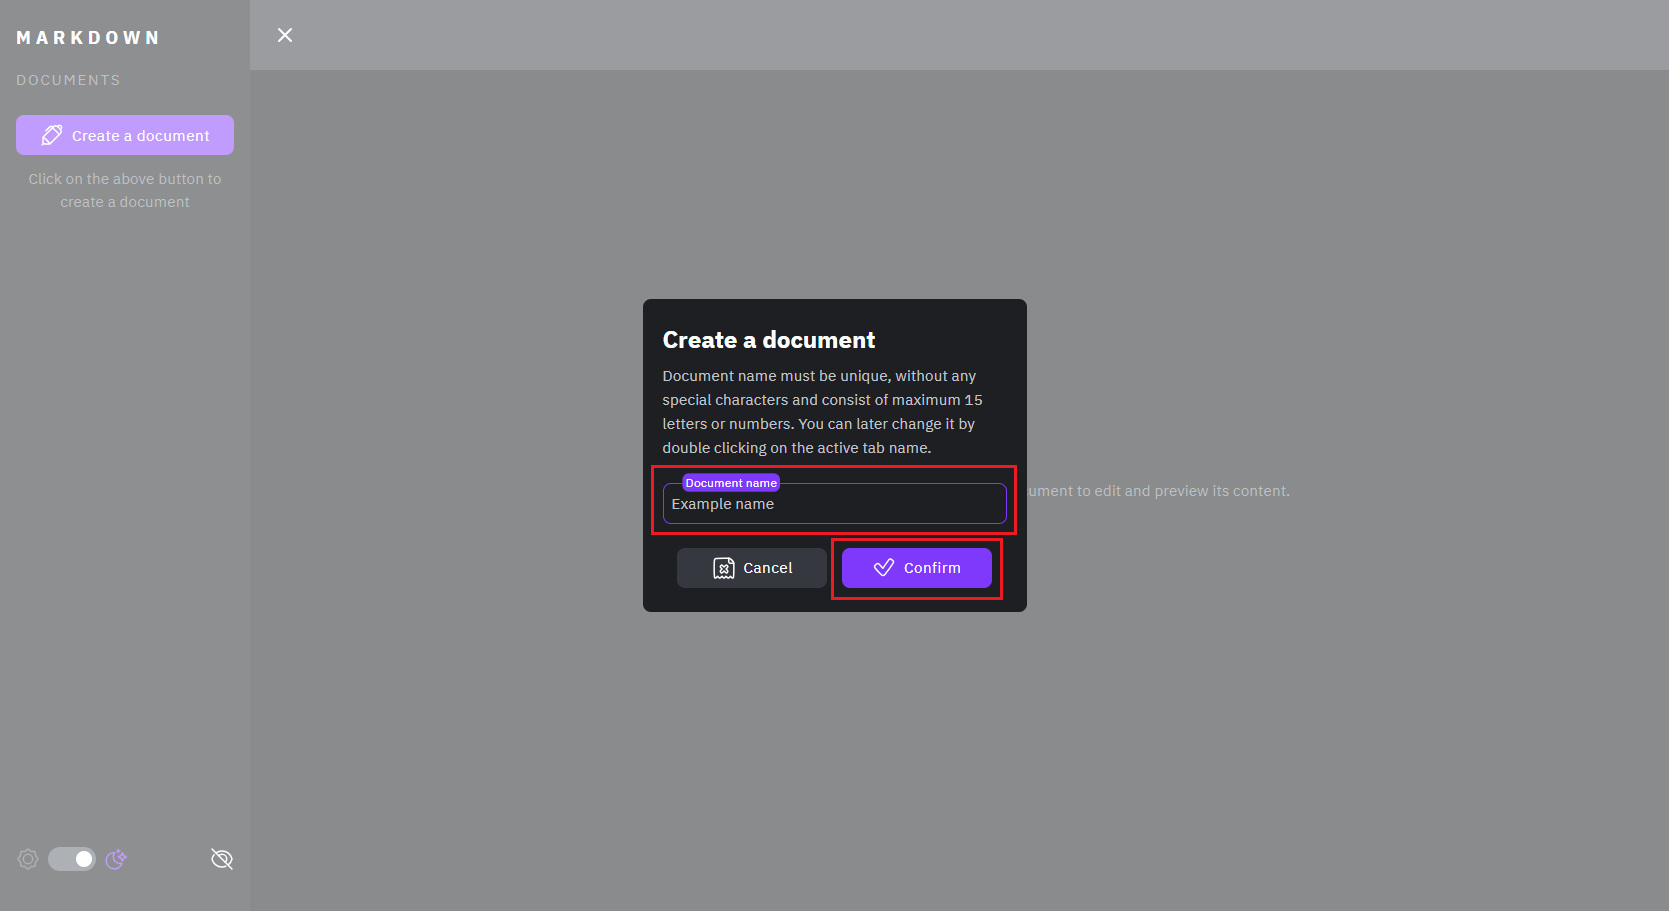 MARKDOWN
DOCUMENTS
Create a document
Click on the above button to
create a document
Create a document
Document name must be unique, without any
special characters and consist of maximum 15
letters or numbers. You can later change it by
double clicking on the active tab name.
Document name
Example name
Cancel
Confirm
ument to edit and preview its content.